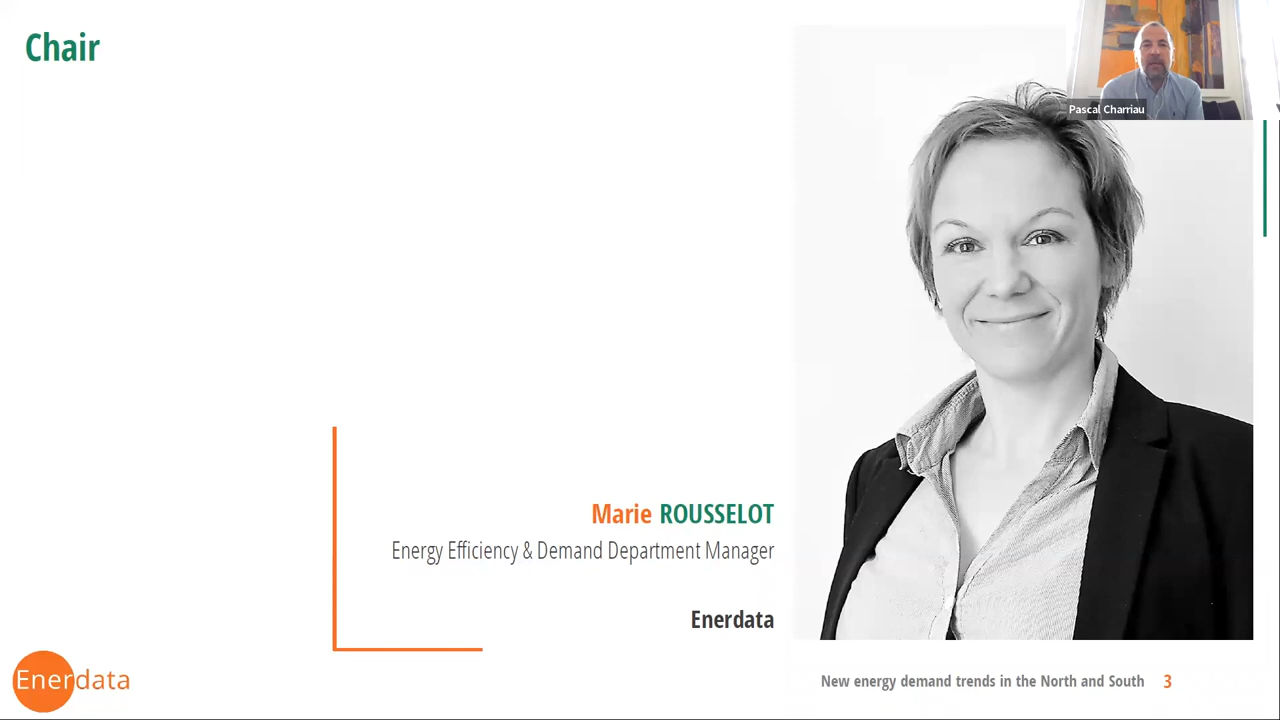 Chair
Pascal Charriau
Marie ROUSSELOT
Energy Efficiency & Demand Department Manager
Enerdata
Enerdata
New energy demand trends in the North and South 3